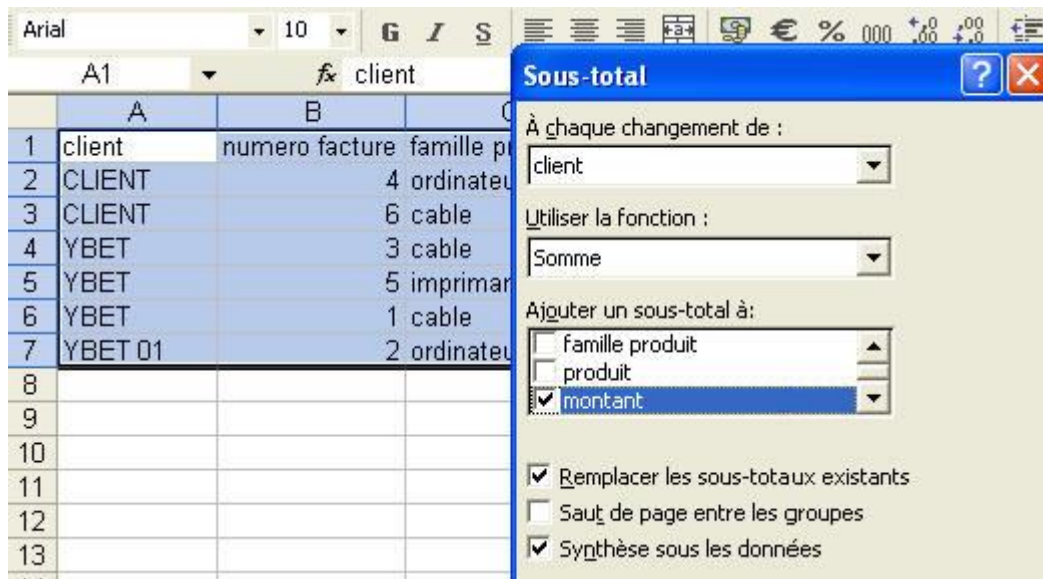 Arial 10 G I S € % 000
A1 fx client
A B
1 client numero facture famille
2 CLIENT 4
3 CLIENT 6 cable
4 YBET 3 cable
5 YBET 5
6 YBET 1 cable
7 YBET 01 2
8
9
10
11
12
13
Sous-total
À chaque changement de :
client
Utiliser la fonction :
Somme
Ajouter un sous-total à:
famille produit
produit
montant
Remplacer les sous-totaux existants
Saut de page entre les groupes
Synthèse sous les données